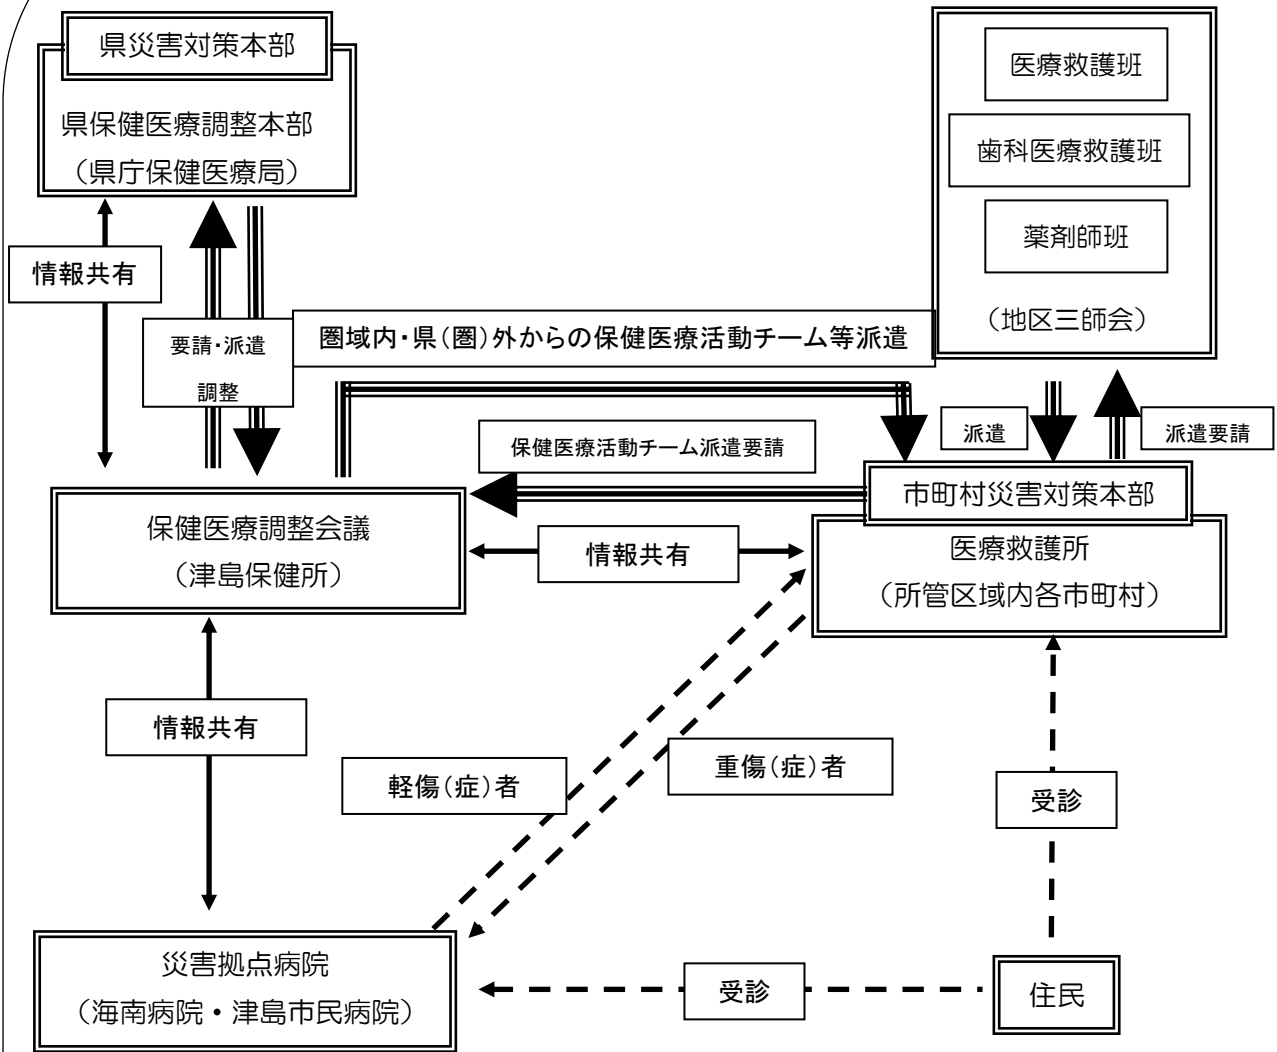 県災害対策本部
県保健医療調整本部
（県庁保健医療局）
医療救護班
歯科医療救護班
薬剤師班
（地区三師会）
情報共有
要請・派遣
調整
圏域内・県(圏)外からの保健医療活動チーム等派遣
派遣
派遣要請
保健医療活動チーム派遣要請
市町村災害対策本部
医療救護所
（所管区域内各市町村）
保健医療調整会議
（津島保健所）
情報共有
情報共有
軽傷(症)者
重傷(症)者
受診
災害拠点病院
（海南病院・津島市民病院）
受診
住民